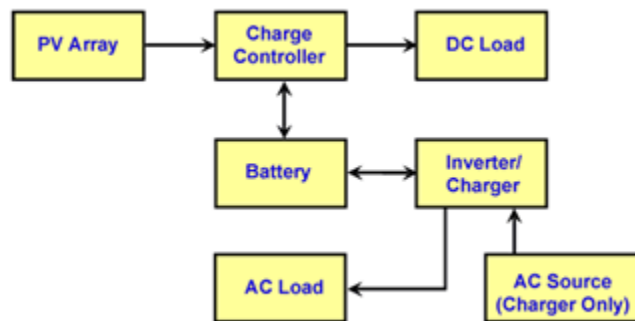 PV Array
Charge
Controller
DC Load
Battery
Inverter/
Charger
AC Load
AC Source
(Charger Only)